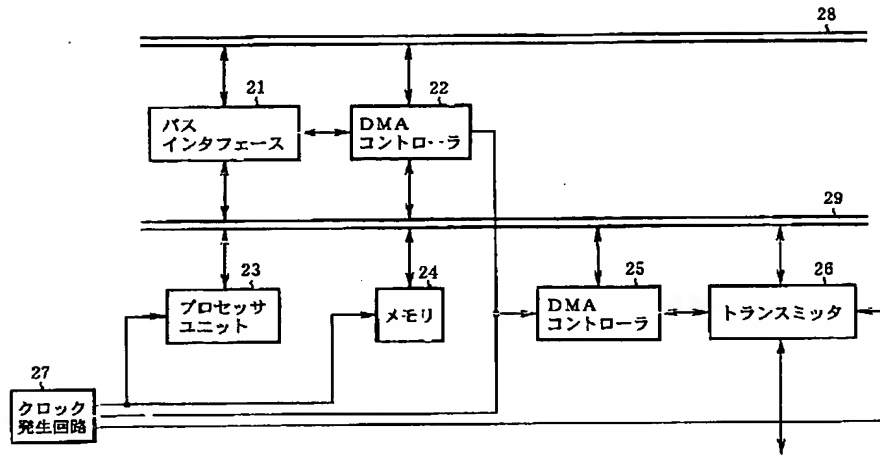 28
21
バス
インタフェース
22
DMA
コントローラ
29
23
プロセッサ
ユニット
24
メモリ
25
DMA
コントローラ
26
トランスミッタ
27
クロック
発生回路